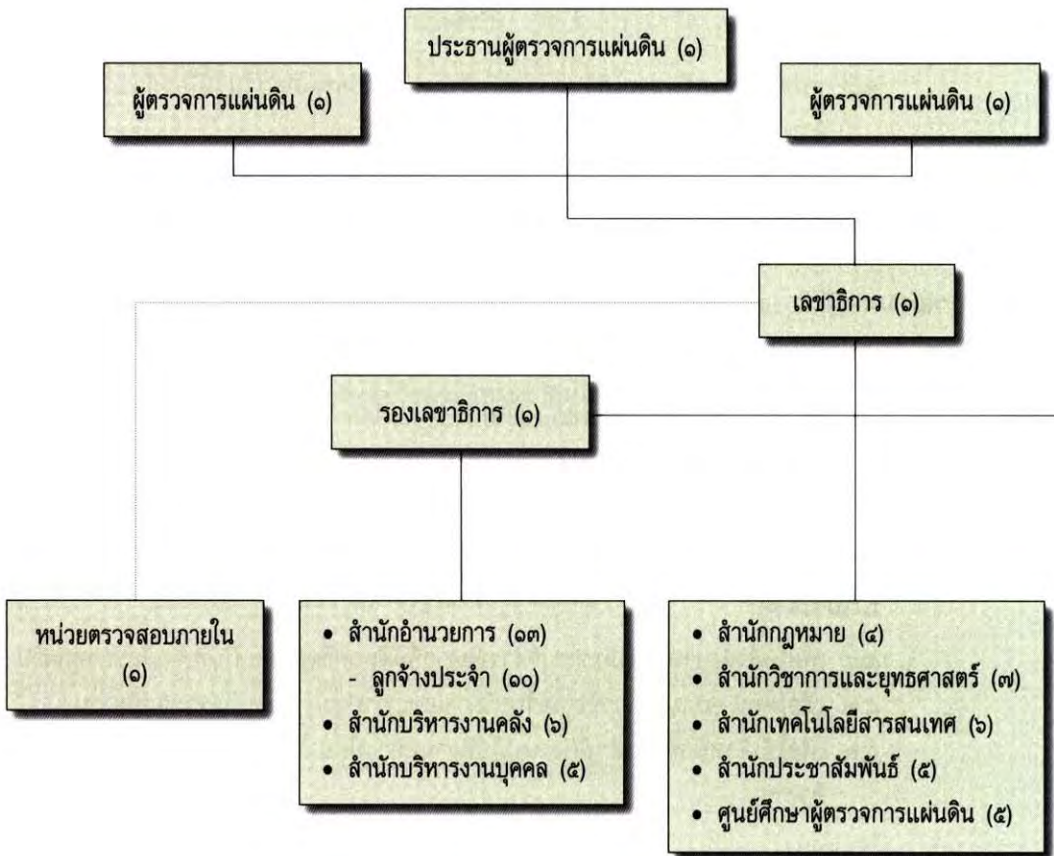 ประธานผู้ตรวจการแผ่นดิน (๑)
ผู้ตรวจการแผ่นดิน (๑)
ผู้ตรวจการแผ่นดิน (๑)
เลขาธิการ (๑)
รองเลขาธิการ (๑)
หน่วยตรวจสอบภายใน
(๑)
• สำนักอำนวยการ (๑๓)
- ลูกจ้างประจำ (๑๐)
• สำนักบริหารงานคลัง (๖)
• สำนักบริหารงานบุคคล (๕)
• สำนักกฎหมาย (๔)
• สำนักวิชาการและยุทธศาสตร์ (๗)
• สำนักเทคโนโลยีสารสนเทศ (๖)
• สำนักประชาสัมพันธ์ (๕)
• ศูนย์ศึกษาผู้ตรวจการแผ่นดิน (๕)